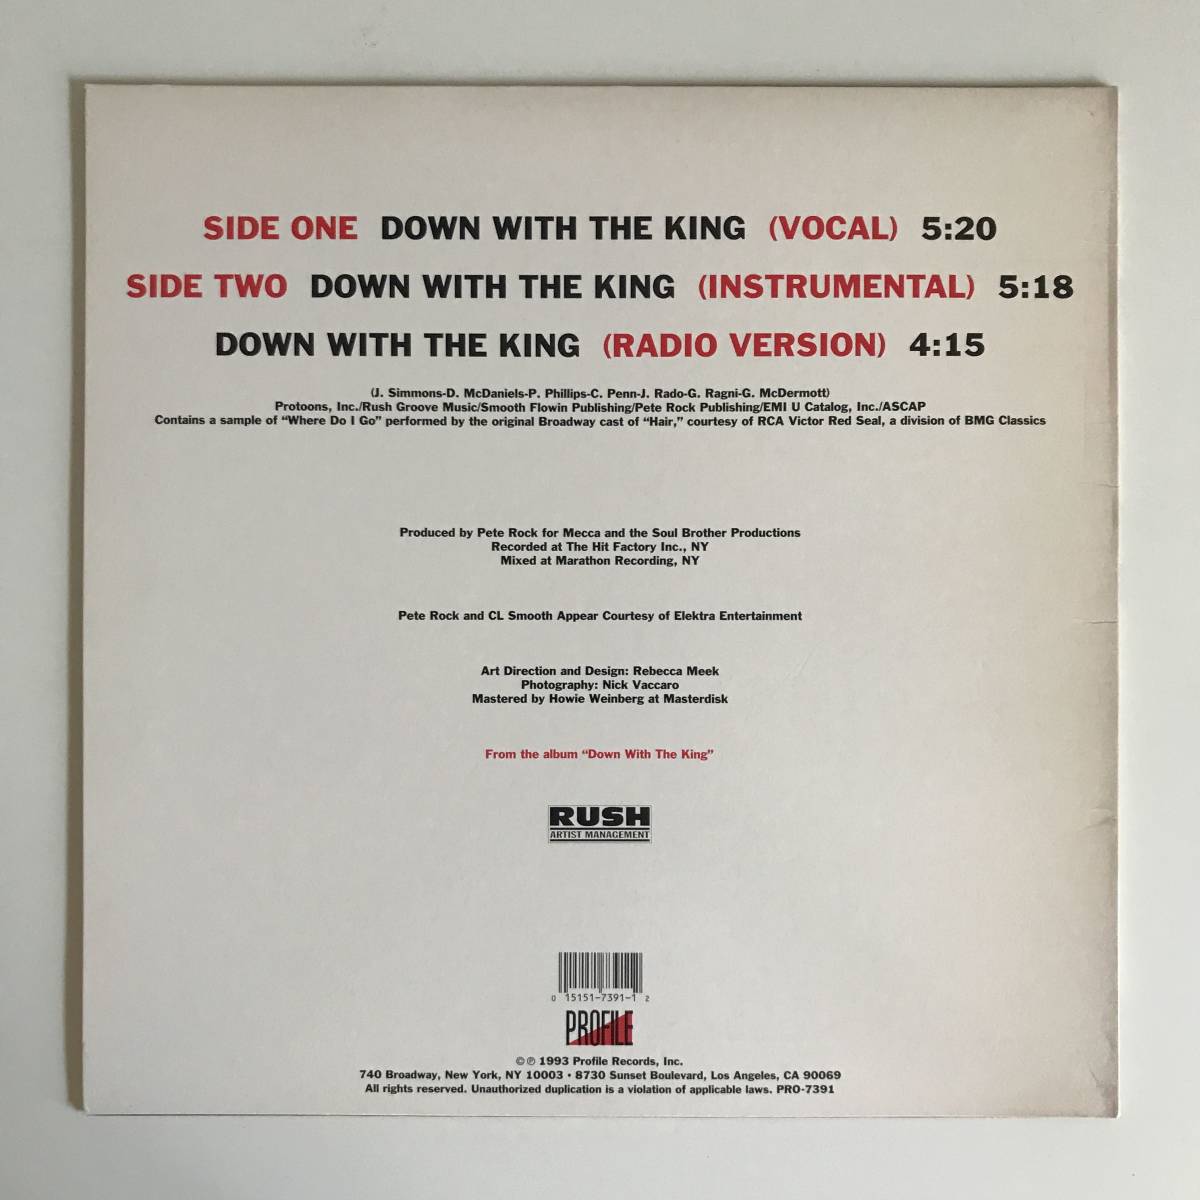 SIDE ONE DOWN WITH THE KING (VOCAL) 5:20
SIDE TWO DOWN WITH THE KING (INSTRUMENTAL) 5:18
DOWN WITH THE KING (RADIO VERSION) 4:15
(J. Simmons-D. McDaniels-P. Phillips-C. Penn-J. Rado-G. Ragni-G. McDermott)
Protoons, Inc./Rush Groove Music/Smooth Flowin Publishing/Pete Rock Publishing/EMI U Catalog, Inc./ASCAP
Contains a sample of “Where Do I Go” performed by the original Broadway cast of “Hair,” courtesy of RCA Victor Red Seal, a division of BMG Classics
Produced by Pete Rock for Mecca and the Soul Brother Productions
Recorded at The Hit Factory Inc., NY
Mixed at Marathon Recording, NY
Pete Rock and CL Smooth Appear Courtesy of Elektra Entertainment
Art Direction and Design: Rebecca Meek
Photography: Nick Vaccaro
Mastered by Howie Weinberg at Masterdisk
From the album “Down With The King”
RUSH
ARTIST MANAGEMENT
0 15151-7391-1 2
PROFILE
©℗ 1993 Profile Records, Inc.
740 Broadway, New York, NY 10003 • 8730 Sunset Boulevard, Los Angeles, CA 90069
All rights reserved. Unauthorized duplication is a violation of applicable laws. PRO-7391